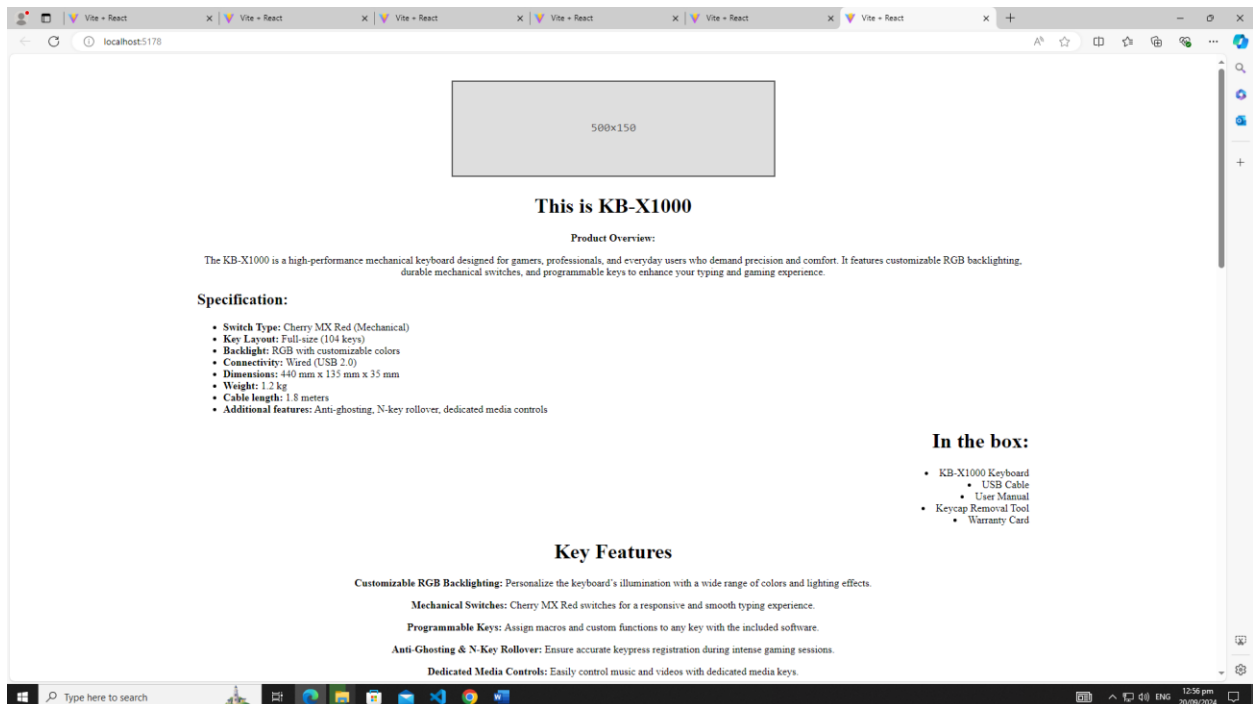 Vite + React
Vite + React
Vite + React
Vite + React
Vite + React
Vite + React
localhost:5178
500×150
This is KB-X1000
Product Overview:
The KB-X1000 is a high-performance mechanical keyboard designed for gamers, professionals, and everyday users who demand precision and comfort. It features customizable RGB backlighting,
durable mechanical switches, and programmable keys to enhance your typing and gaming experience.
Specification:
• Switch Type: Cherry MX Red (Mechanical)
• Key Layout: Full-size (104 keys)
• Backlight: RGB with customizable colors
• Connectivity: Wired (USB 2.0)
• Dimensions: 440 mm x 135 mm x 35 mm
• Weight: 1.2 kg
• Cable length: 1.8 meters
• Additional features: Anti-ghosting, N-key rollover, dedicated media controls
In the box:
• KB-X1000 Keyboard
• USB Cable
• User Manual
• Keycap Removal Tool
• Warranty Card
Key Features
Customizable RGB Backlighting: Personalize the keyboard's illumination with a wide range of colors and lighting effects.
Mechanical Switches: Cherry MX Red switches for a responsive and smooth typing experience.
Programmable Keys: Assign macros and custom functions to any key with the included software.
Anti-Ghosting & N-Key Rollover: Ensure accurate keypress registration during intense gaming sessions.
Dedicated Media Controls: Easily control music and videos with dedicated media keys.
Type here to search
ENG
12:56 pm
20/09/2024